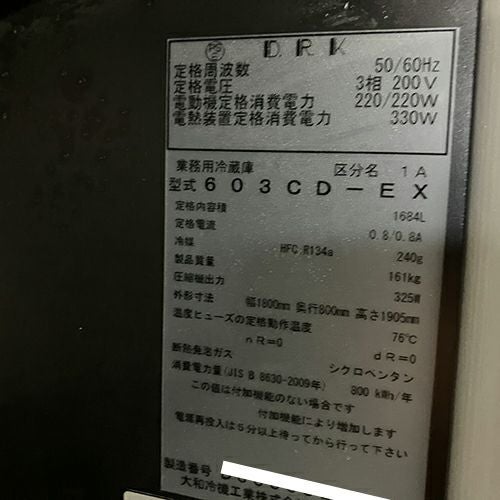 PS E D.R.K
定格周波数 50/60Hz
定格電圧 3相 200V
電動機定格消費電力 220/220W
電熱装置定格消費電力 330W
業務用冷蔵庫 区分名 1A
型式 603CD-EX
定格内容積 1684L
定格電流 0.8/0.8A
冷媒 HFC.R134a 240g
製品質量 161kg
圧縮機出力 325W
外形寸法 幅1800mm 奥行800mm 高さ1905mm
温度ヒューズの定格動作温度 76℃
nR=0 dR=0
断熱発泡ガス シクロペンタン
消費電力量(JIS B 8630-2009年) 800 kWh/年
この値は付加機能のない場合です
付加機能により増加します
電源再投入は5分以上待ってから行って下さい
製造番号
大和冷機工業株式